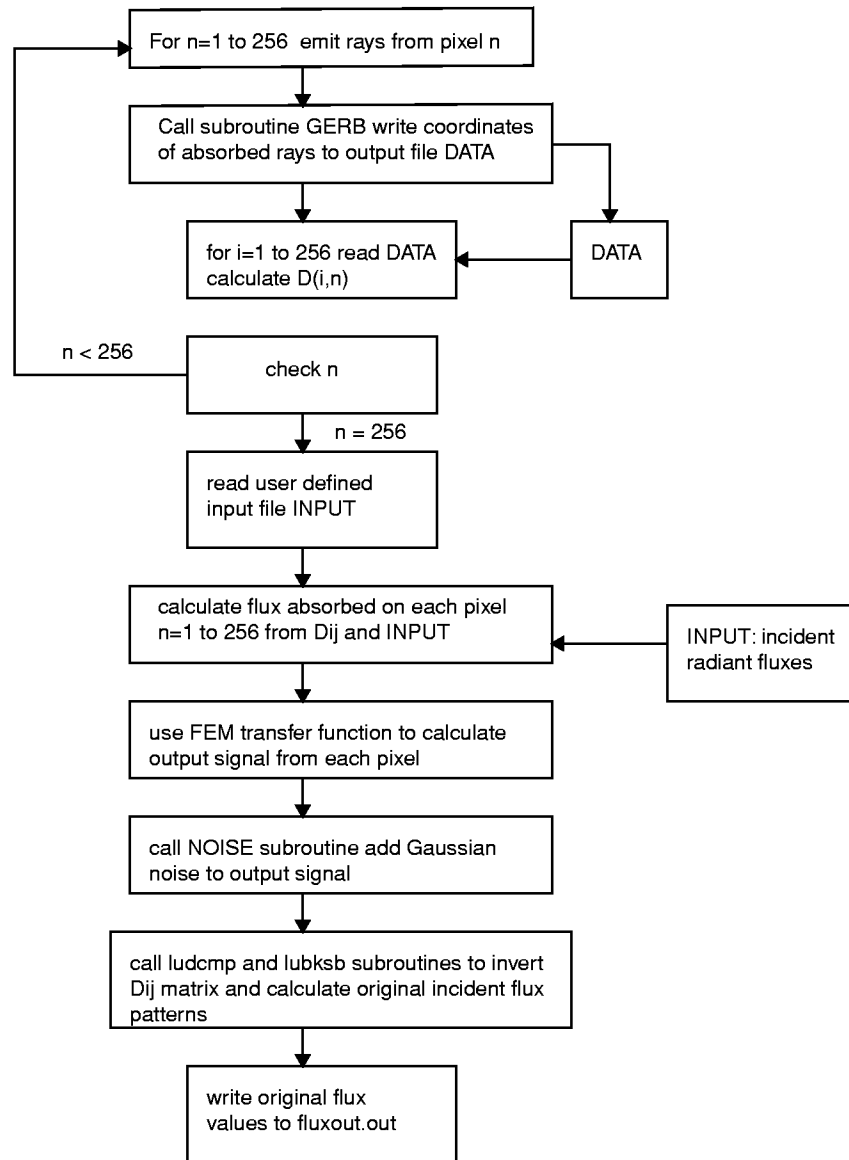 For n=1 to 256 emit rays from pixel n
Call subroutine GERB write coordinates
of absorbed rays to output file DATA
for i=1 to 256 read DATA
calculate D(i,n)
DATA
n < 256
check n
n = 256
read user defined
input file INPUT
calculate flux absorbed on each pixel
n=1 to 256 from Dij and INPUT
INPUT: incident
radiant fluxes
use FEM transfer function to calculate
output signal from each pixel
call NOISE subroutine add Gaussian
noise to output signal
call ludcmp and lubksb subroutines to invert
Dij matrix and calculate original incident flux
patterns
write original flux
values to fluxout.out